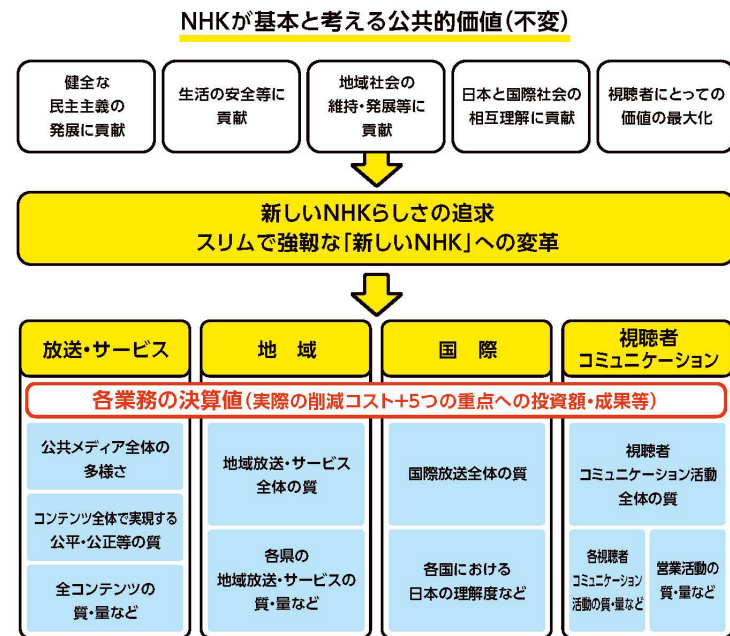 NHKが基本と考える公共的価値(不変)
健全な
民主主義の
発展に貢献
生活の安全等に
貢献
地域社会の
維持・発展等に
貢献
日本と国際社会の
相互理解に貢献
視聴者にとっての
価値の最大化
新しいNHKらしさの追求
スリムで強靱な「新しいNHK」への変革
放送・サービス
地　域
国　際
視聴者
コミュニケーション
各業務の決算値(実際の削減コスト+5つの重点への投資額・成果等)
公共メディア全体の
多様さ
コンテンツ全体で実現する
公平・公正等の質
全コンテンツの
質・量など
地域放送・サービス
全体の質
各県の
地域放送・サービスの
質・量など
国際放送全体の質
各国における
日本の理解度など
視聴者
コミュニケーション活動
全体の質
各視聴者
コミュニケーション
活動の質・量など
営業活動の
質・量など